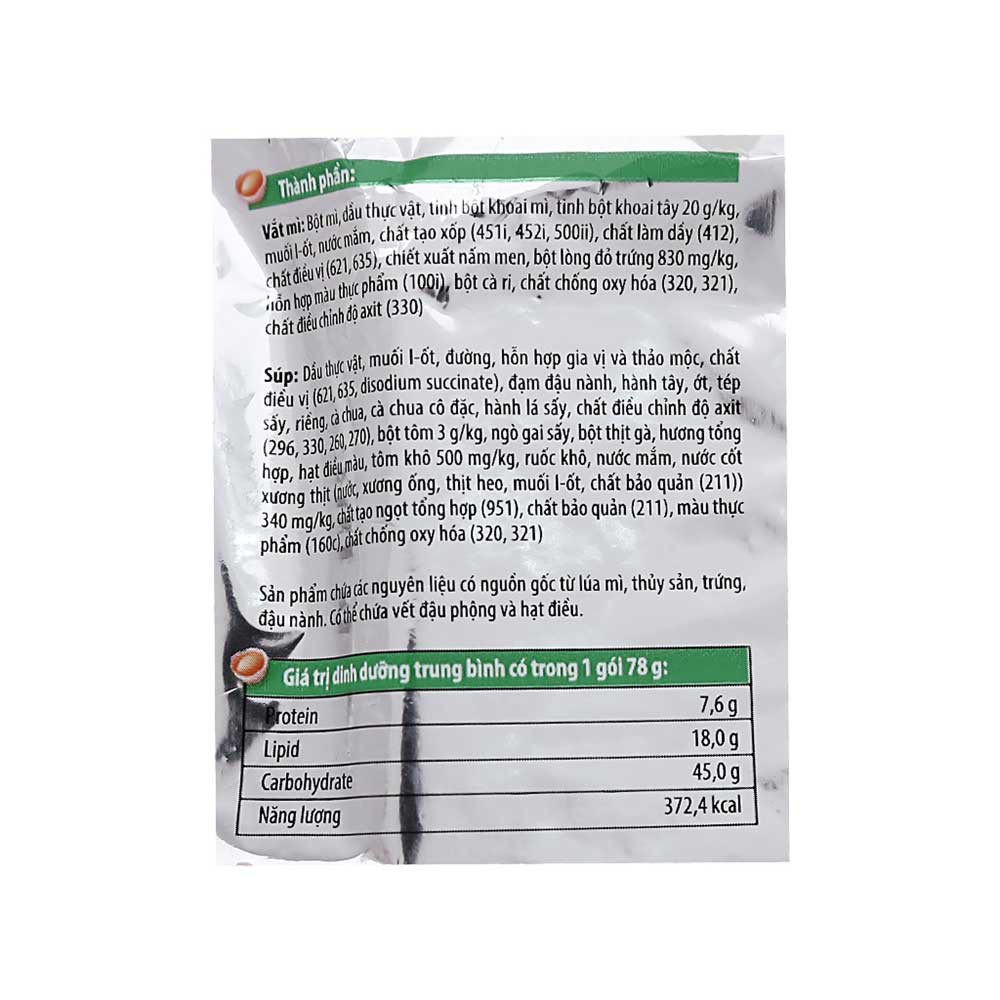 Thành phần:
Vắt mì: Bột mì, dầu thực vật, tinh bột khoai mì, tinh bột khoai tây 20 g/kg,
muối I-ốt, nước mắm, chất tạo xốp (451i, 452i, 500ii), chất làm dầy (412),
chất điều vị (621, 635), chiết xuất nấm men, bột lòng đỏ trứng 830 mg/kg,
hỗn hợp màu thực phẩm (100i), bột cà ri, chất chống oxy hóa (320, 321),
chất điều chỉnh độ axit (330)
Súp: Dầu thực vật, muối I-ốt, đường, hỗn hợp gia vị và thảo mộc, chất
điều vị (621, 635, disodium succinate), đạm đậu nành, hành tây, ớt, tép
sấy, riềng, cà chua, cà chua cô đặc, hành lá sấy, chất điều chỉnh độ axit
(296, 330, 260, 270), bột tôm 3 g/kg, ngò gai sấy, bột thịt gà, hương tổng
hợp, hạt điều màu, tôm khô 500 mg/kg, ruốc khô, nước mắm, nước cốt
xương thịt (nước, xương ống, thịt heo, muối I-ốt, chất bảo quản (211))
340 mg/kg, chất tạo ngọt tổng hợp (951), chất bảo quản (211), màu thực
phẩm (160c), chất chống oxy hóa (320, 321)
Sản phẩm chứa các nguyên liệu có nguồn gốc từ lúa mì, thủy sản, trứng,
đậu nành. Có thể chứa vết đậu phộng và hạt điều.
Giá trị dinh dưỡng trung bình có trong 1 gói 78 g:
Protein 7,6 g
Lipid 18,0 g
Carbohydrate 45,0 g
Năng lượng 372,4 kcal